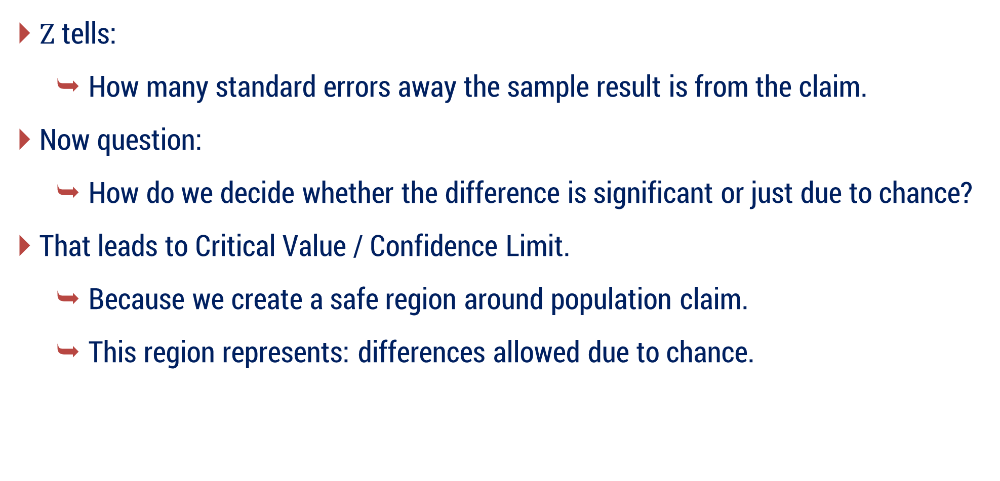 Z tells:
How many standard errors away the sample result is from the claim.
Now question:
How do we decide whether the difference is significant or just due to chance?
That leads to Critical Value / Confidence Limit.
Because we create a safe region around population claim.
This region represents: differences allowed due to chance.